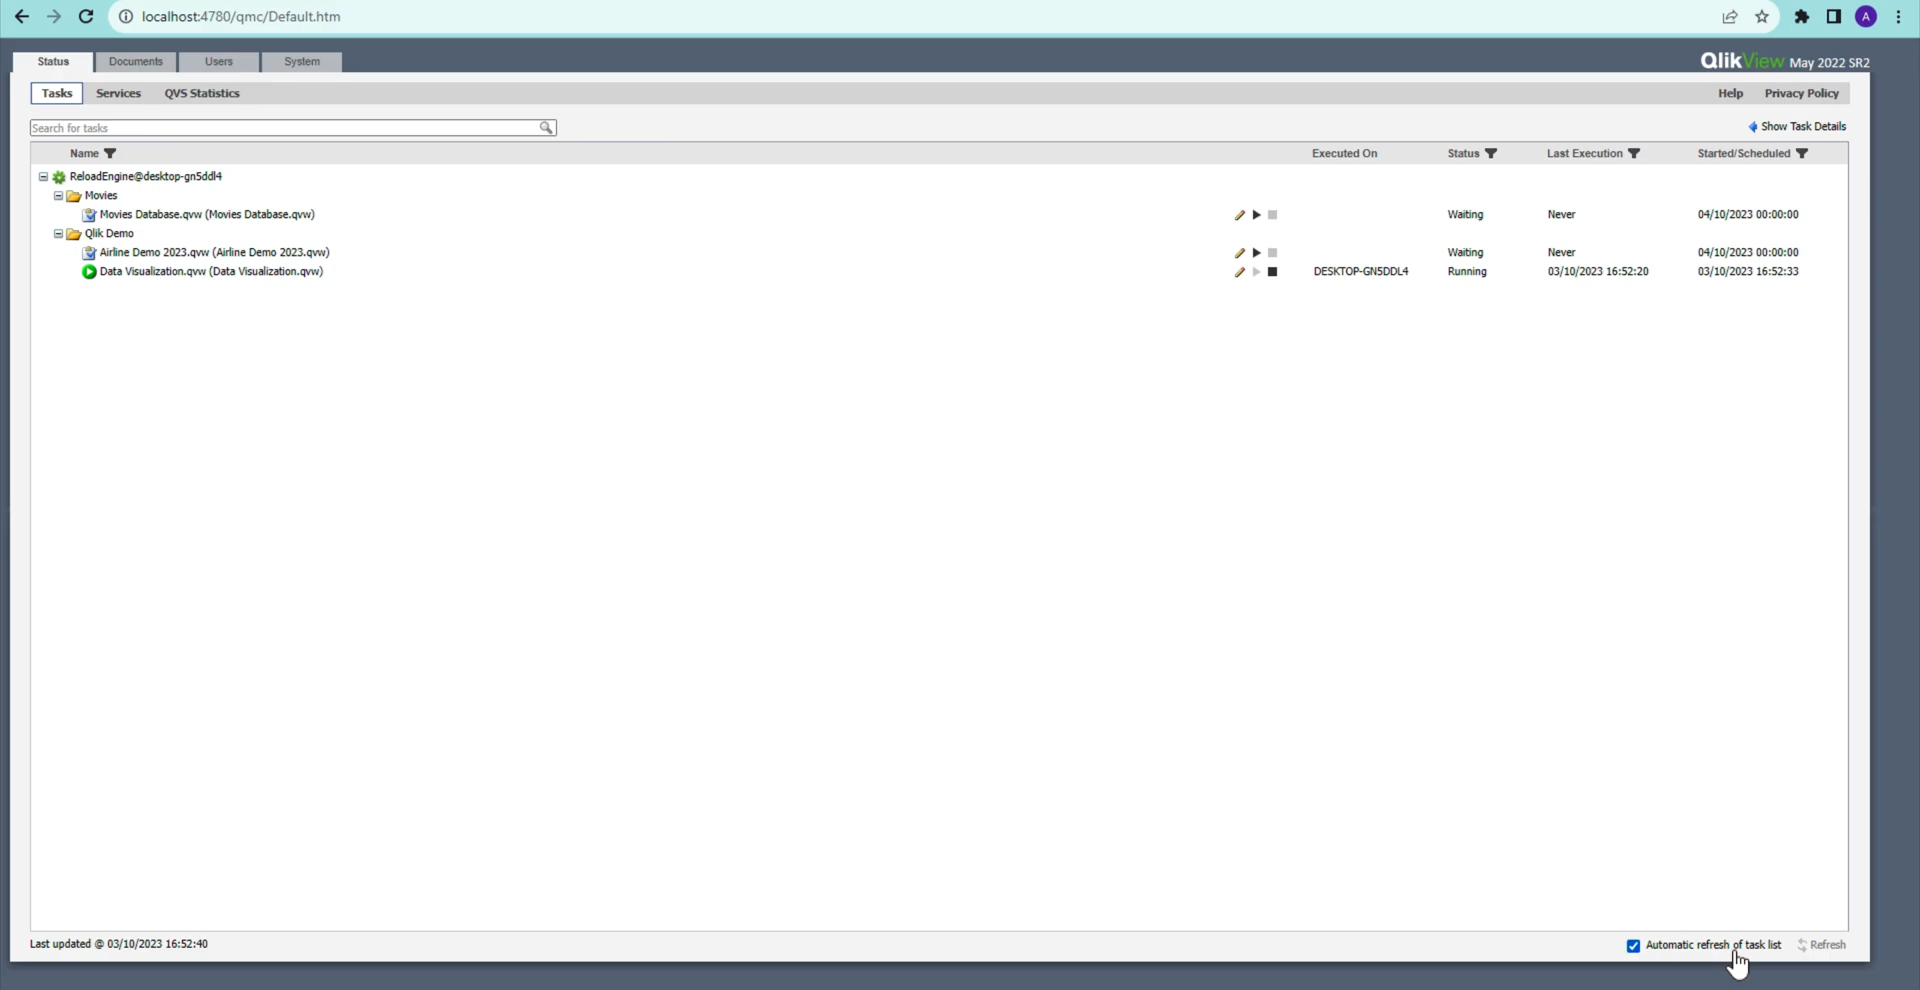 localhost:4780/qmc/Default.htm
A
Status Documents Users System
QlikView May 2022 SR2
Tasks Services QVS Statistics Help Privacy Policy
Search for tasks Show Task Details
Name Executed On Status Last Execution Started/Scheduled
ReloadEngine@desktop-gn5ddl4
Movies
Movies Database.qvw (Movies Database.qvw) Waiting Never 04/10/2023 00:00:00
Qlik Demo
Airline Demo 2023.qvw (Airline Demo 2023.qvw) Waiting Never 04/10/2023 00:00:00
Data Visualization.qvw (Data Visualization.qvw) DESKTOP-GN5DDL4 Running 03/10/2023 16:52:20 03/10/2023 16:52:33
Last updated @ 03/10/2023 16:52:40 Automatic refresh of task list Refresh